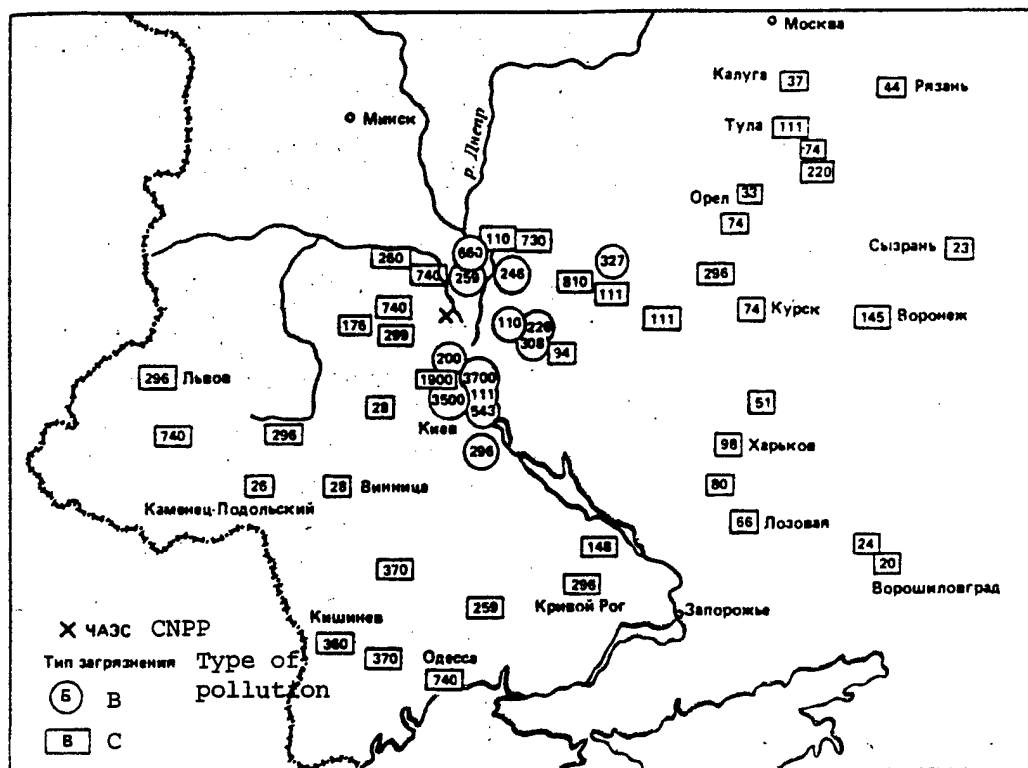 Москва
Калуга 37
44 Рязань
Минск
Тула 111
74
220
р. Днепр
Орел 33
74
110 730
660
Сызрань 23
260
327
740 259 246
810
296
111
740
74 Курск
145 Воронеж
176
110 220
111
299
308
94
200
296 Львов
1900 3700
111
51
28
3500
543
Киев
740
296
98 Харьков
296
26
28 Винница
80
Каменец-Подольский
66 Лозовая
148
24
20
370
296
Ворошиловград
259
Кривой Рог
Запорожье
Кишинев
ЧАЭС CNPP
360
370
Одесса
740
Тип загрязнения Type of
pollution
Б B
В C